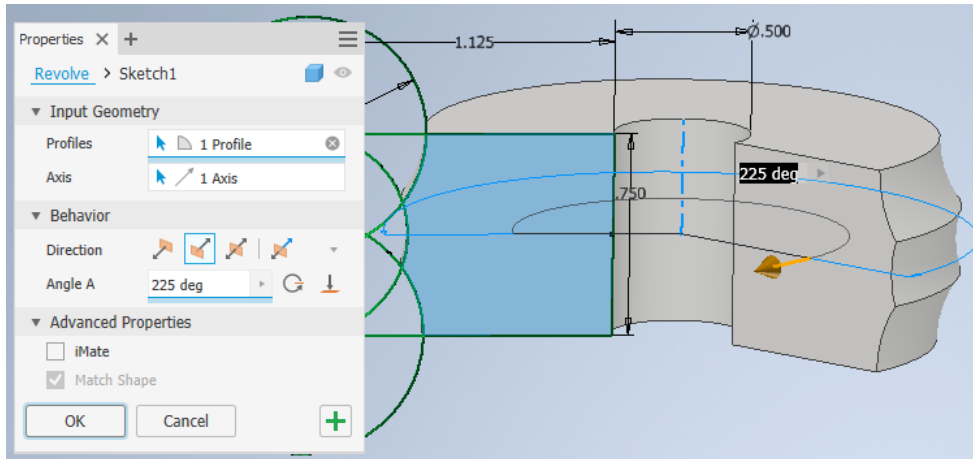 Properties × +
Revolve > Sketch1
Input Geometry
Profiles 1 Profile
Axis 1 Axis
Behavior
Direction
Angle A 225 deg
Advanced Properties
iMate
Match Shape
OK Cancel
1.125
Ø.500
225 deg
.750